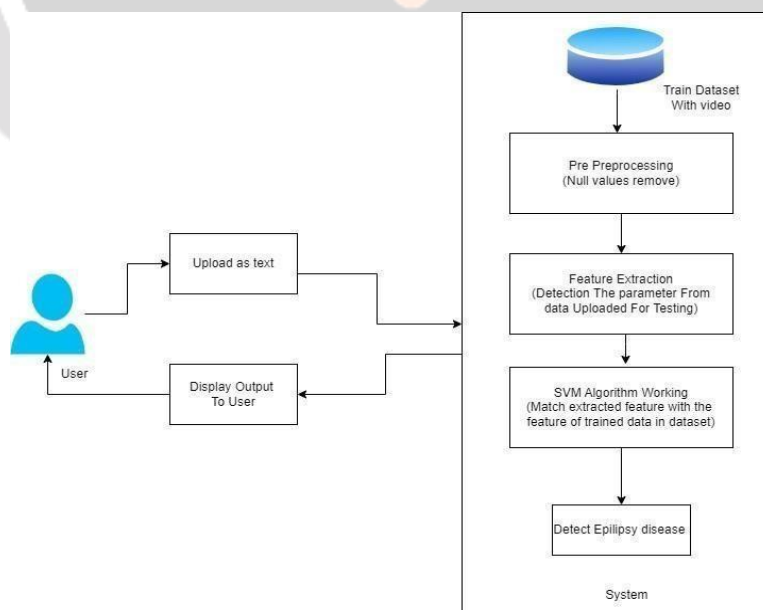 Train Dataset
With video
Pre Preprocessing
(Null values remove)
Upload as text
Feature Extraction
(Detection The parameter From
data Uploaded For Testing)
User
Display Output
To User
SVM Algorithm Working
(Match extracted feature with the
feature of trained data in dataset)
Detect Epilipsy disease
System